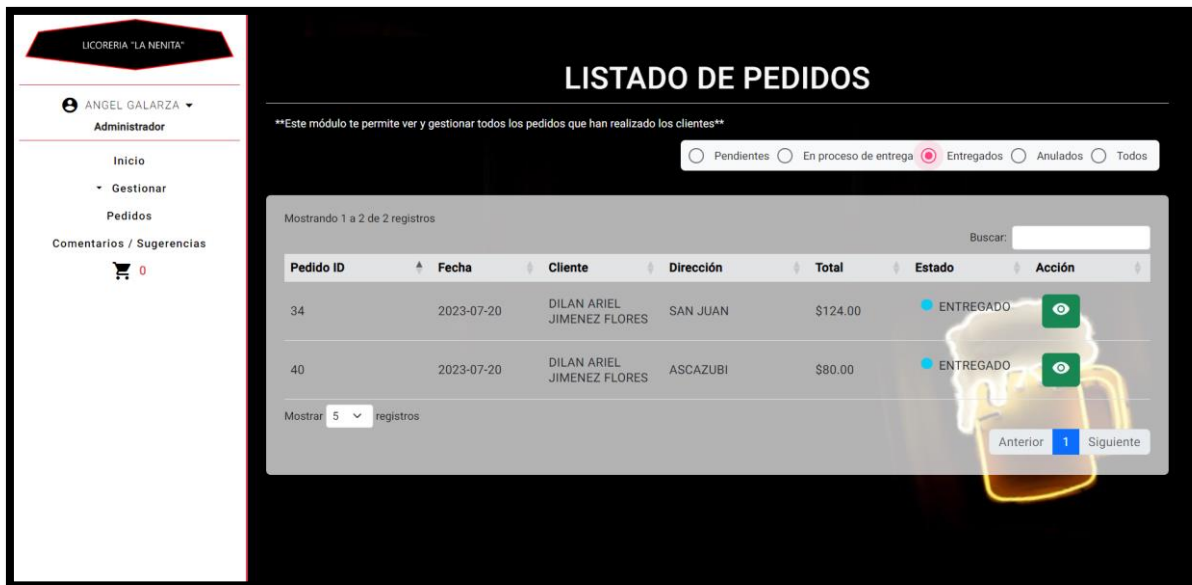 LICORERIA "LA NENITA"
ANGEL GALARZA
Administrador
Inicio
Gestionar
Pedidos
Comentarios / Sugerencias
0
LISTADO DE PEDIDOS
**Este módulo te permite ver y gestionar todos los pedidos que han realizado los clientes**
Pendientes En proceso de entrega Entregados Anulados Todos
Mostrando 1 a 2 de 2 registros
Buscar:
Pedido ID Fecha Cliente Dirección Total Estado Acción
34 2023-07-20 DILAN ARIEL JIMENEZ FLORES SAN JUAN $124.00 ENTREGADO
40 2023-07-20 DILAN ARIEL JIMENEZ FLORES ASCAZUBI $80.00 ENTREGADO
Mostrar 5 registros
Anterior 1 Siguiente